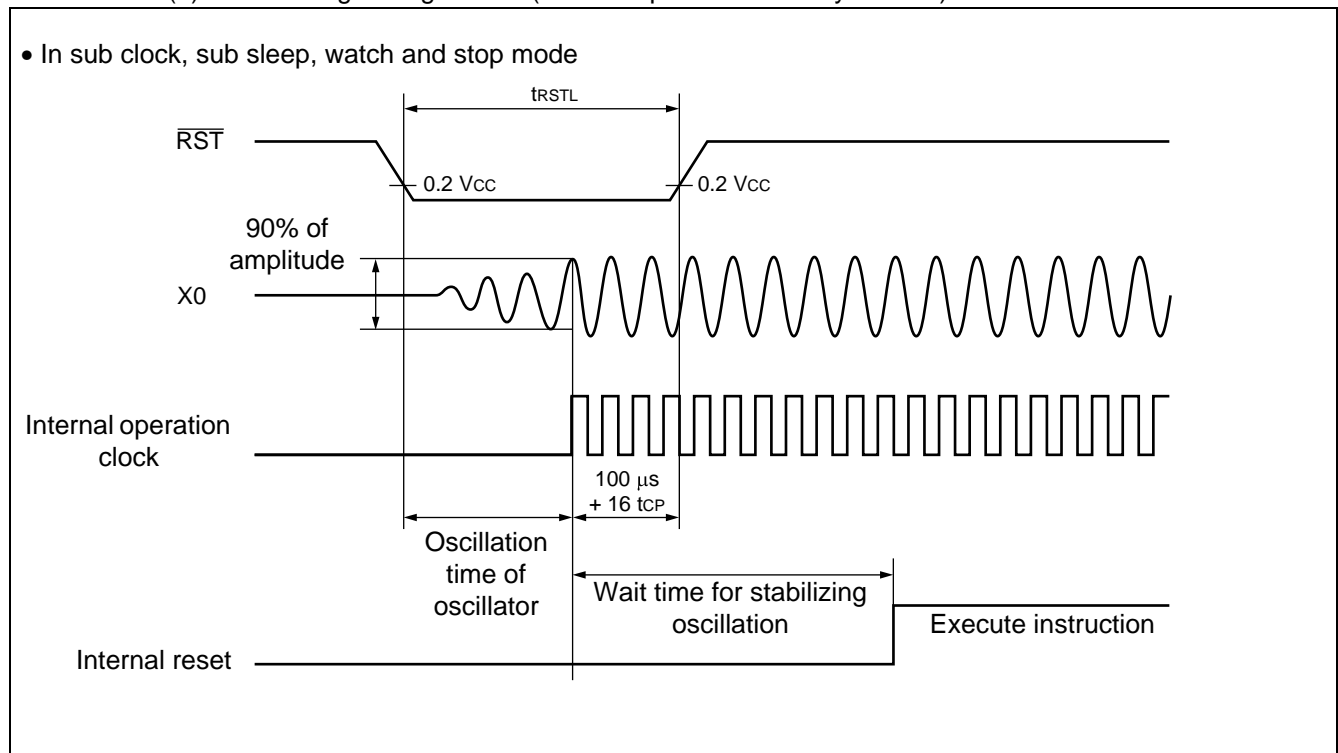 • In sub clock, sub sleep, watch and stop mode
tRSTL
RST
0.2 VCC
0.2 VCC
90% of
amplitude
X0
Internal operation
clock
100 μs
+ 16 tCP
Oscillation
time of
oscillator
Wait time for stabilizing
oscillation
Execute instruction
Internal reset